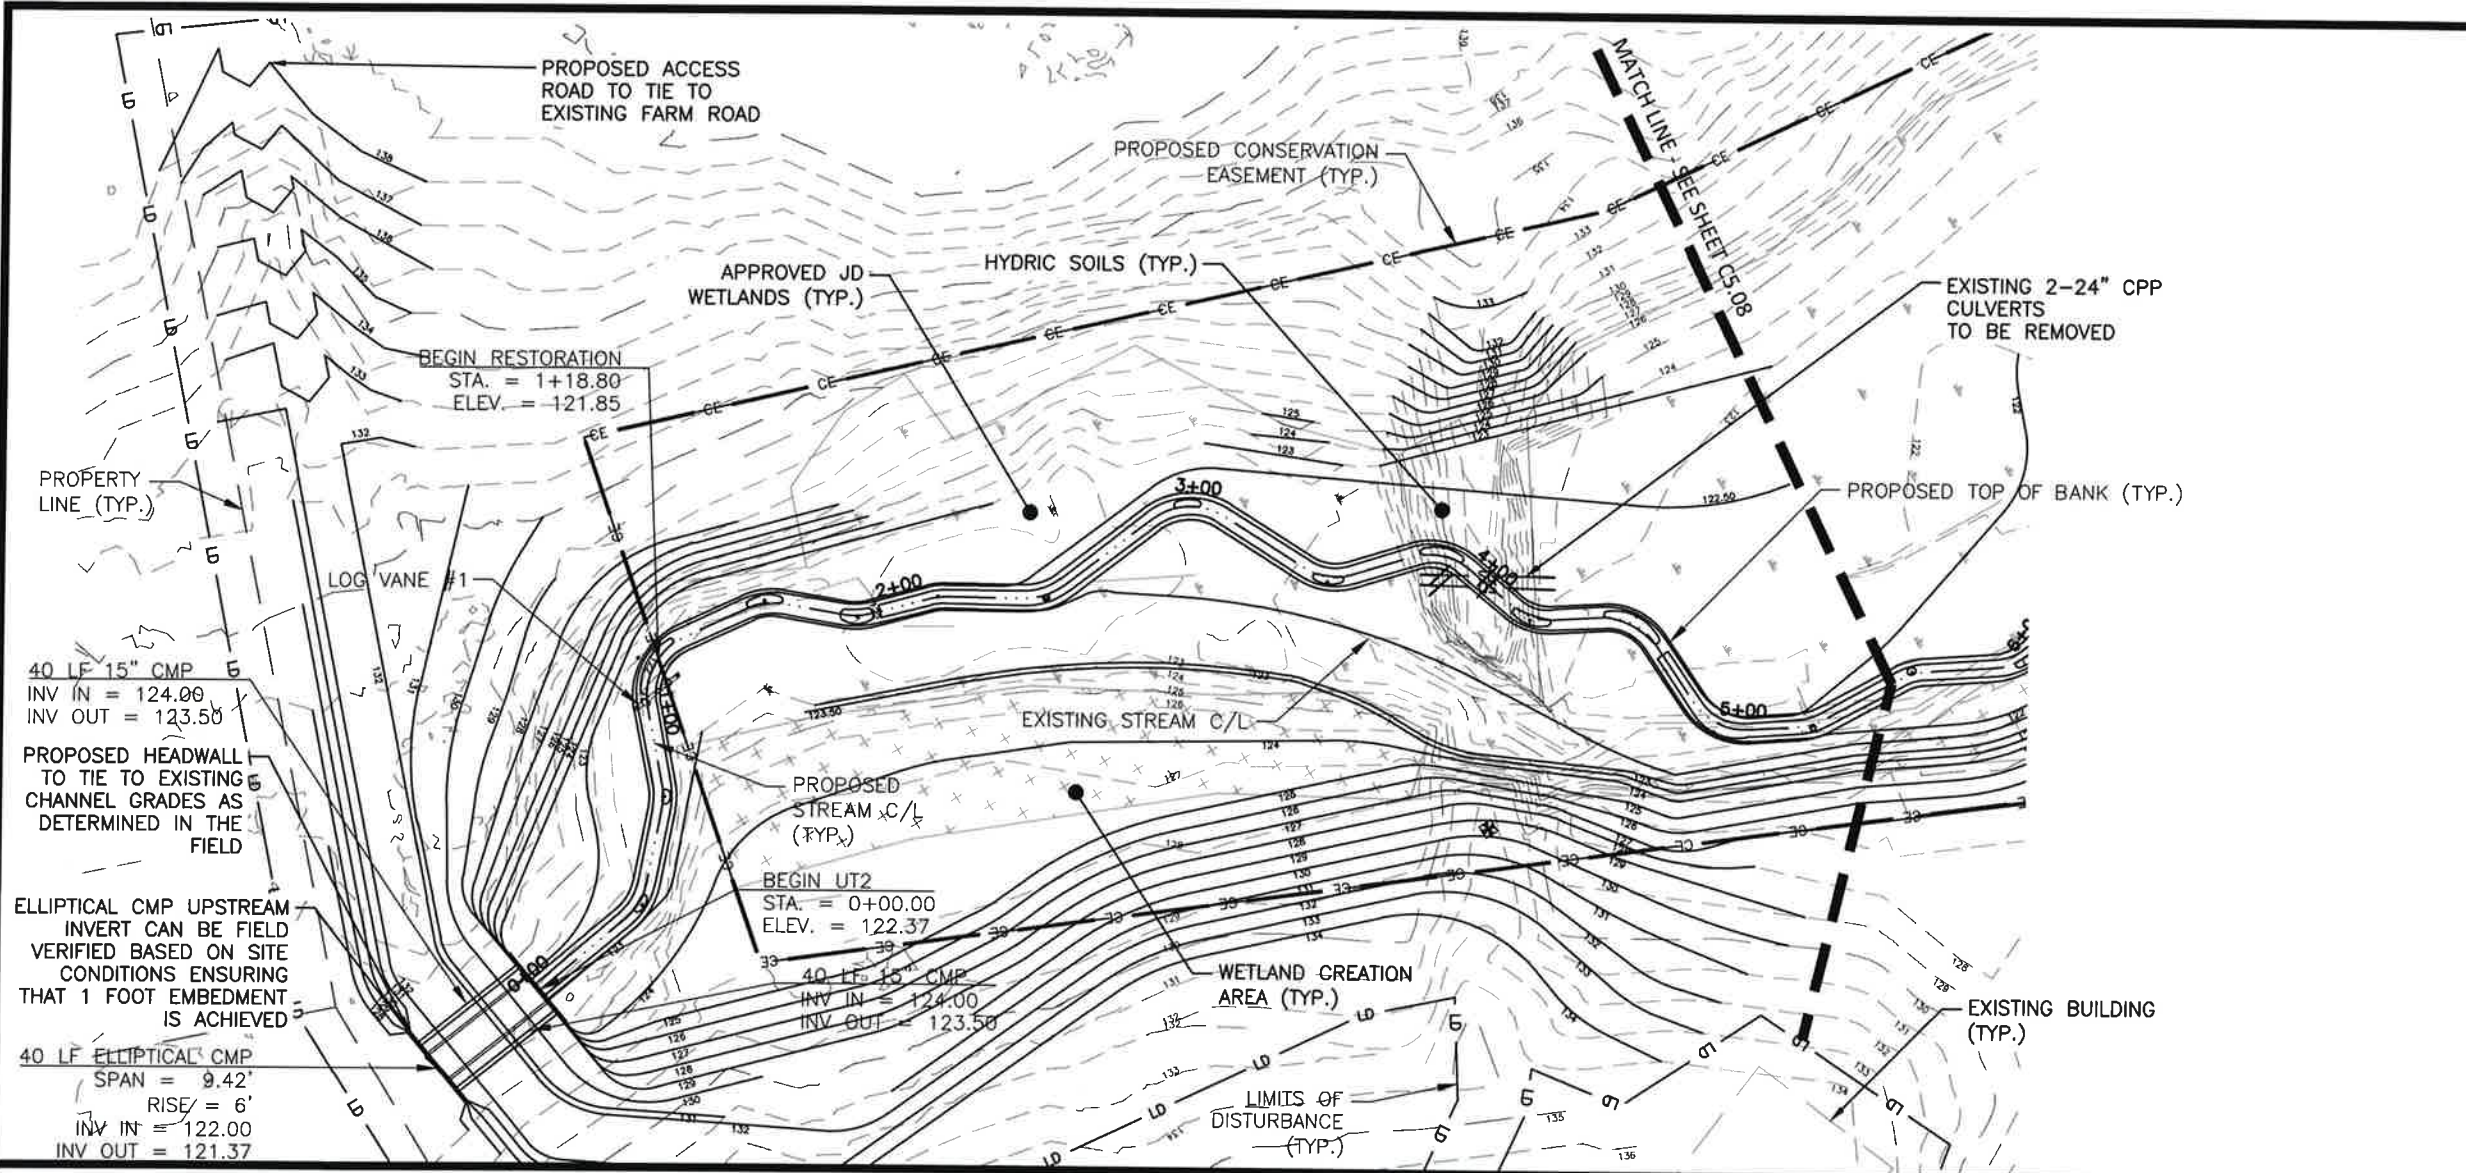 PROPOSED ACCESS
ROAD TO TIE TO
EXISTING FARM ROAD
MATCH LINE - SEE SHEET C5.08
PROPOSED CONSERVATION
EASEMENT (TYP.)
APPROVED JD
WETLANDS (TYP.)
HYDRIC SOILS (TYP.)
EXISTING 2-24" CPP
CULVERTS
TO BE REMOVED
BEGIN RESTORATION
STA. = 1+18.80
ELEV. = 121.85
PROPERTY
LINE (TYP.)
PROPOSED TOP OF BANK (TYP.)
LOG VANE #1
0+00
1+00
2+00
3+00
4+00
5+00
122.50
123.50
40 LF 15" CMP
INV IN = 124.00
INV OUT = 123.50
EXISTING STREAM C/L
PROPOSED HEADWALL
TO TIE TO EXISTING
CHANNEL GRADES AS
DETERMINED IN THE
FIELD
PROPOSED
STREAM C/L
(TYP.)
BEGIN UT2
STA. = 0+00.00
ELEV. = 122.37
ELLIPTICAL CMP UPSTREAM
INVERT CAN BE FIELD
VERIFIED BASED ON SITE
CONDITIONS ENSURING
THAT 1 FOOT EMBEDMENT
IS ACHIEVED
40 LF 15" CMP
INV IN = 124.00
INV OUT = 123.50
WETLAND CREATION
AREA (TYP.)
EXISTING BUILDING
(TYP.)
40 LF ELLIPTICAL CMP
SPAN = 9.42'
RISE = 6'
INV IN = 122.00
INV OUT = 121.37
LIMITS OF
DISTURBANCE
(TYP.)